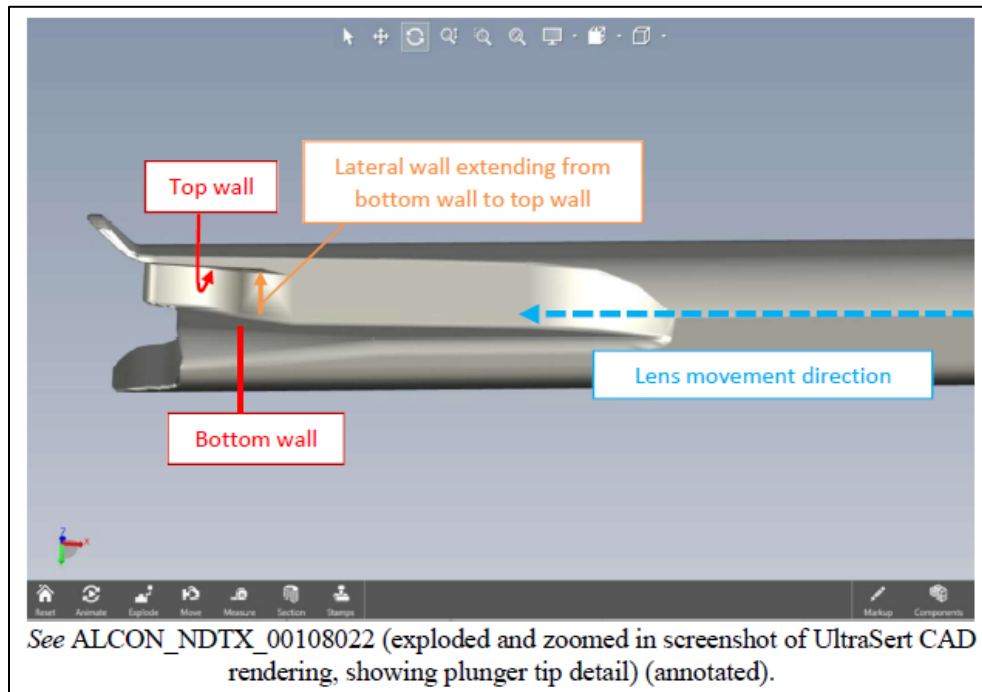 Lateral wall extending from
bottom wall to top wall
Top wall
Lens movement direction
Bottom wall
Z
X
Reset Animate Explode Move Measure Section Stamps Markup Components
See ALCON_NDTX_00108022 (exploded and zoomed in screenshot of UltraSert CAD
rendering, showing plunger tip detail) (annotated).